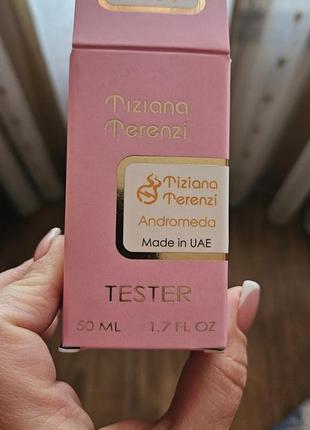 Tiziana
Terenzi
Tiziana
Terenzi
Andromeda
Made in UAE
TESTER
50 ML 1.7 FL OZ